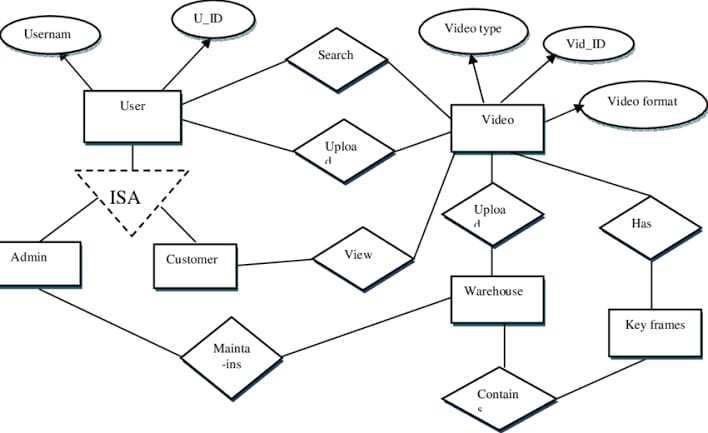 Usernam
U_ID
Search
Video type
Vid_ID
Video format
User
Video
Uploa
d
ISA
Uploa
d
Has
Admin
Customer
View
Warehouse
Key frames
Mainta
-ins
Contain
s